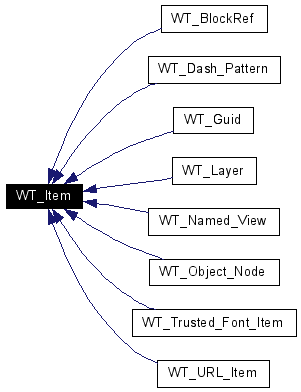 WT_BlockRef
WT_Dash_Pattern
WT_Guid
WT_Layer
WT_Item
WT_Named_View
WT_Object_Node
WT_Trusted_Font_Item
WT_URL_Item